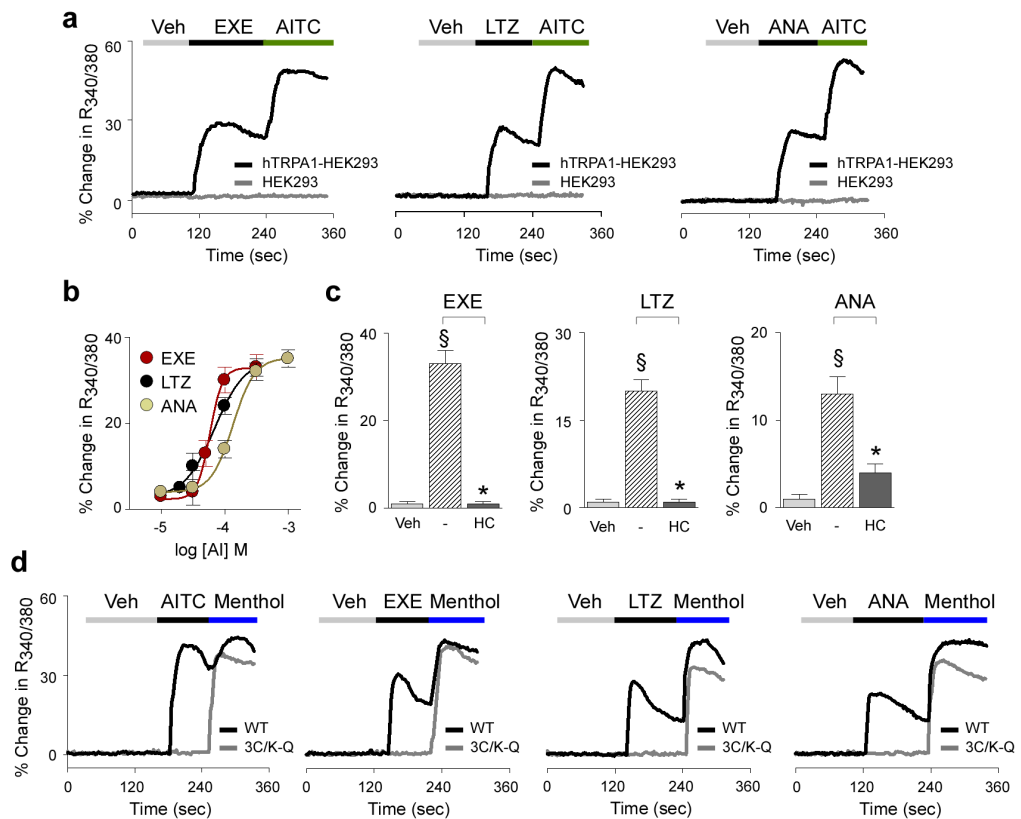 a
Veh EXE AITC
Veh LTZ AITC
Veh ANA AITC
% Change in R340/380
60
30
0
hTRPA1-HEK293
HEK293
hTRPA1-HEK293
HEK293
hTRPA1-HEK293
HEK293
0 120 240 360
0 120 240 360
0 120 240 360
Time (sec)
Time (sec)
Time (sec)
b
% Change in R340/380
40
20
0
EXE
LTZ
ANA
-5 -4 -3
log [AI] M
c
EXE
% Change in R340/380
40
20
0
§
*
Veh - HC
LTZ
% Change in R340/380
30
15
0
§
*
Veh - HC
ANA
% Change in R340/380
20
10
0
§
*
Veh - HC
d
% Change in R340/380
60
30
0
Veh AITC Menthol
Veh EXE Menthol
Veh LTZ Menthol
Veh ANA Menthol
WT
3C/K-Q
WT
3C/K-Q
WT
3C/K-Q
WT
3C/K-Q
0 120 240 360
0 120 240 360
0 120 240 360
0 120 240 360
Time (sec)
Time (sec)
Time (sec)
Time (sec)